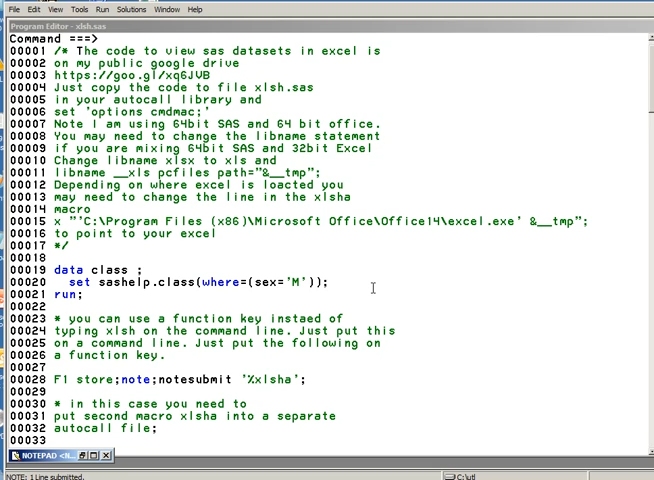 File Edit View Tools Run Solutions Window Help
Program Editor - xlsh.sas
Command ===>
00001 /* The code to view sas datasets in excel is
00002 on my public google drive
00003 https://goo.gl/xq6JVB
00004 Just copy the code to file xlsh.sas
00005 in your autocall library and
00006 set 'options cmdmac;'
00007 Note I am using 64bit SAS and 64 bit office.
00008 You may need to change the libname statement
00009 if you are mixing 64bit SAS and 32bit Excel
00010 Change libname xlsx to xls and
00011 libname __xls pcfiles path="&__tmp";
00012 Depending on where excel is loacted you
00013 may need to change the line in the xlsha
00014 macro
00015 x "'C:\Program Files (x86)\Microsoft Office\Office14\excel.exe' &__tmp";
00016 to point to your excel
00017 */
00018
00019 data class ;
00020 set sashelp.class(where=(sex='M'));
00021 run;
00022
00023 * you can use a function key instaed of
00024 typing xlsh on the command line. Just put this
00025 on a command line. Just put the following on
00026 a function key.
00027
00028 F1 store;note;notesubmit '%xlsha';
00029
00030 * in this case you need to
00031 put second macro xlsha into a separate
00032 autocall file;
00033
NOTEPAD <N...
NOTE: 1 Line submitted.
C:\utl